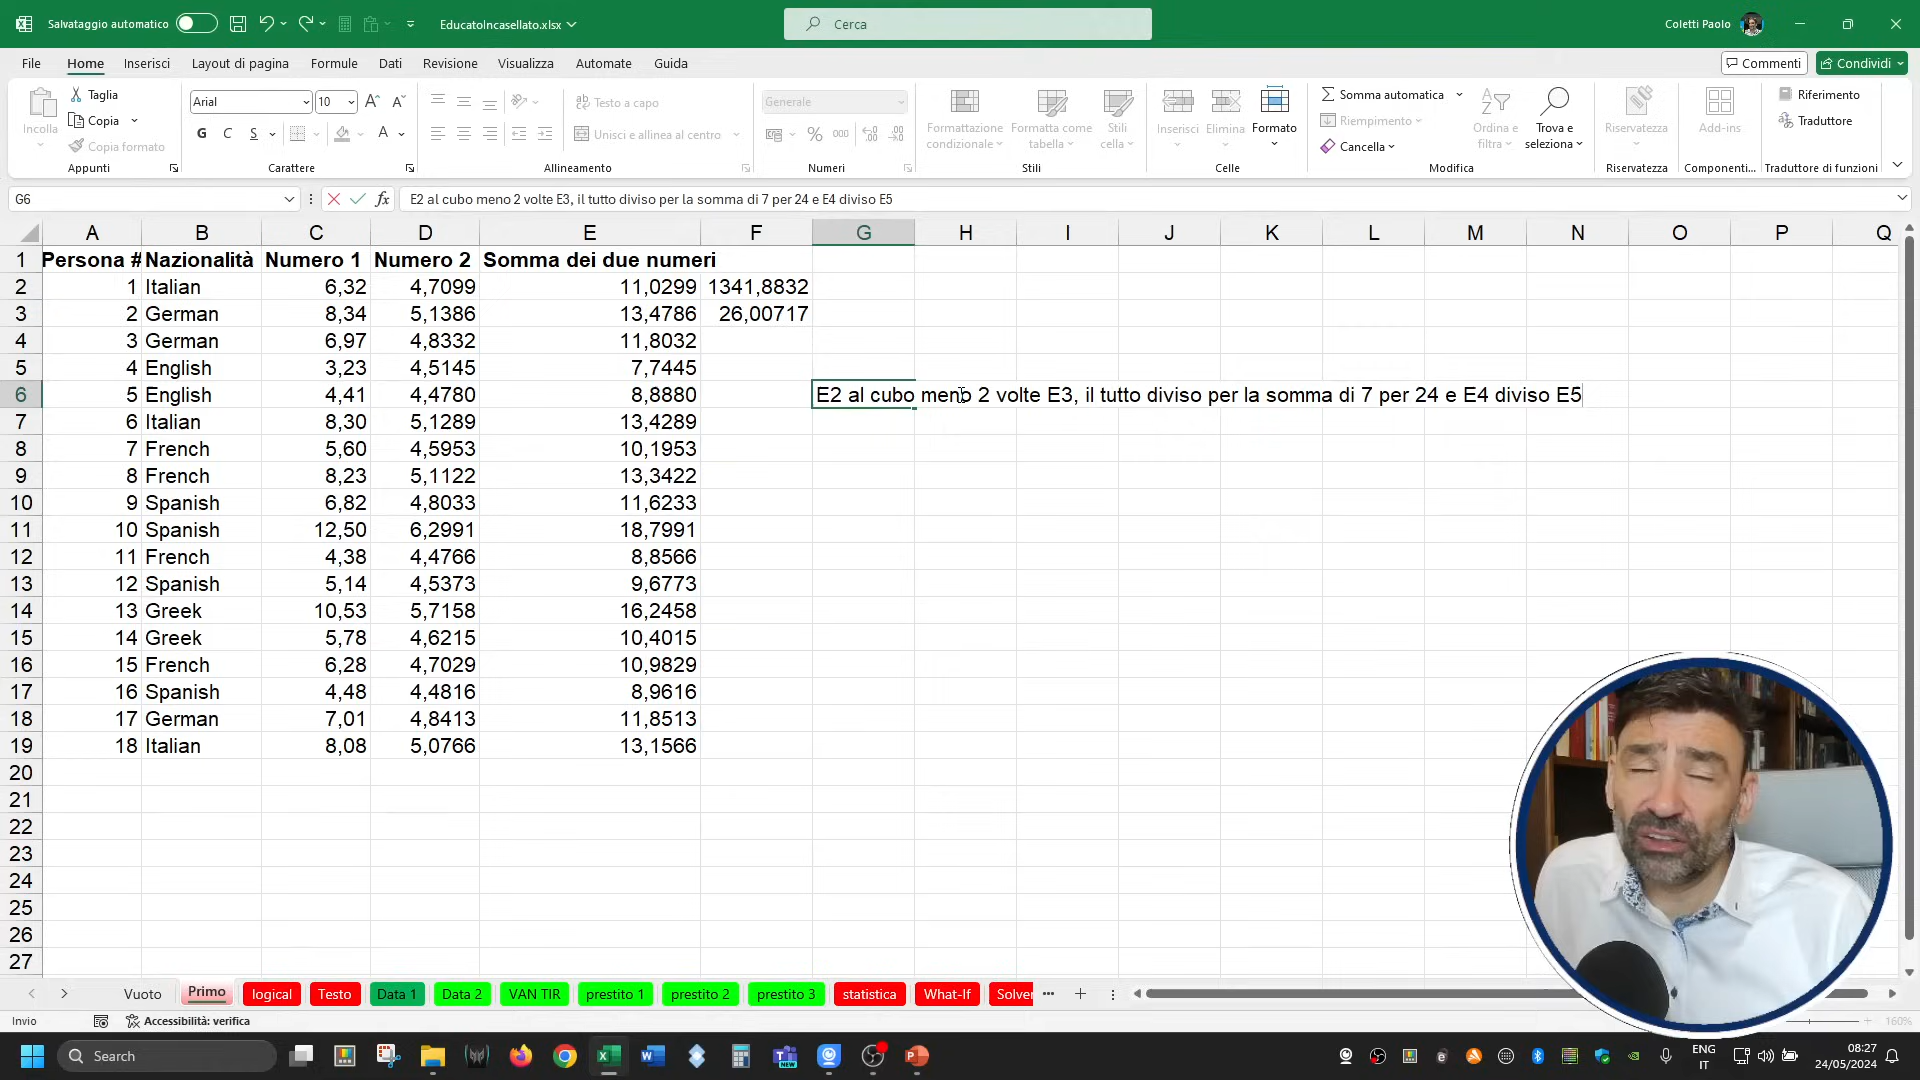 Salvataggio automatico
EducatoIncasellato.xlsx
Cerca
Coletti Paolo
File Home Inserisci Layout di pagina Formule Dati Revisione Visualizza Automate Guida
Commenti Condividi
Incolla Taglia Copia Copia formato
Arial 10
G C S
A
Testo a capo
Unisci e allinea al centro
Generale
% 000
Formattazione condizionale Formatta come tabella Stili cella
Inserisci Elimina Formato
Somma automatica Riempimento Cancella
Ordina e filtri Trova e seleziona
Riservatezza
Add-ins
Riferimento Traduttore
Appunti Carattere Allineamento Numeri Stili Celle Modifica Riservatezza Componenti... Traduttore di funzioni
G6 fx E2 al cubo meno 2 volte E3, il tutto diviso per la somma di 7 per 24 e E4 diviso E5
A B C D E F G H I J K L M N O P Q
1 Persona # Nazionalità Numero 1 Numero 2 Somma dei due numeri
2 1 Italian 6,32 4,7099 11,0299 1341,8832
3 2 German 8,34 5,1386 13,4786 26,00717
4 3 German 6,97 4,8332 11,8032
5 4 English 3,23 4,5145 7,7445
6 5 English 4,41 4,4780 8,8880 E2 al cubo meno 2 volte E3, il tutto diviso per la somma di 7 per 24 e E4 diviso E5
7 6 Italian 8,30 5,1289 13,4289
8 7 French 5,60 4,5953 10,1953
9 8 French 8,23 5,1122 13,3422
10 9 Spanish 6,82 4,8033 11,6233
11 10 Spanish 12,50 6,2991 18,7991
12 11 French 4,38 4,4766 8,8566
13 12 Spanish 5,14 4,5373 9,6773
14 13 Greek 10,53 5,7158 16,2458
15 14 Greek 5,78 4,6215 10,4015
16 15 French 6,28 4,7029 10,9829
17 16 Spanish 4,48 4,4816 8,9616
18 17 German 7,01 4,8413 11,8513
19 18 Italian 8,08 5,0766 13,1566
20
21
22
23
24
25
26
27
Vuoto Primo logical Testo Data 1 Data 2 VAN TIR prestito 1 prestito 2 prestito 3 statistica What-If Solver
Invio Accessibilità: verifica 160%
Search
ENG
IT
08:27
24/05/2024